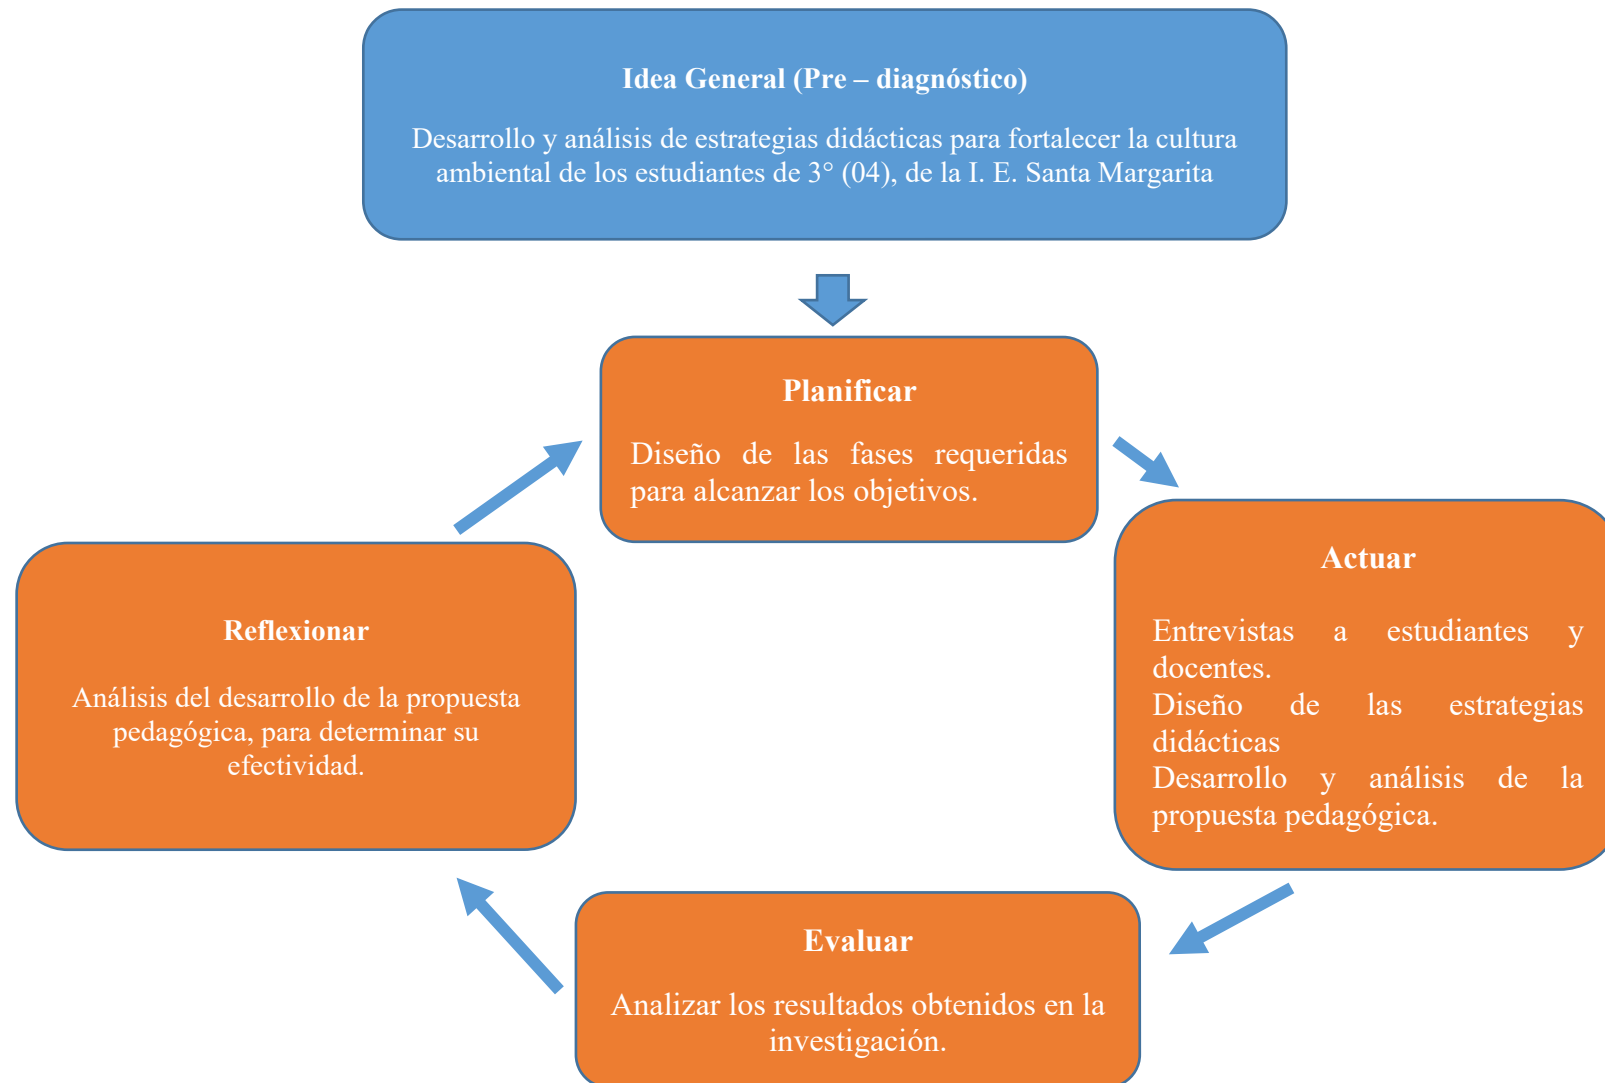 Idea General (Pre – diagnóstico)
Desarrollo y análisis de estrategias didácticas para fortalecer la cultura
ambiental de los estudiantes de 3° (04), de la I. E. Santa Margarita
Planificar
Diseño de las fases requeridas
para alcanzar los objetivos.
Actuar
Entrevistas a estudiantes y
docentes.
Diseño de las estrategias
didácticas
Desarrollo y análisis de la
propuesta pedagógica.
Evaluar
Analizar los resultados obtenidos en la
investigación.
Reflexionar
Análisis del desarrollo de la propuesta
pedagógica, para determinar su
efectividad.